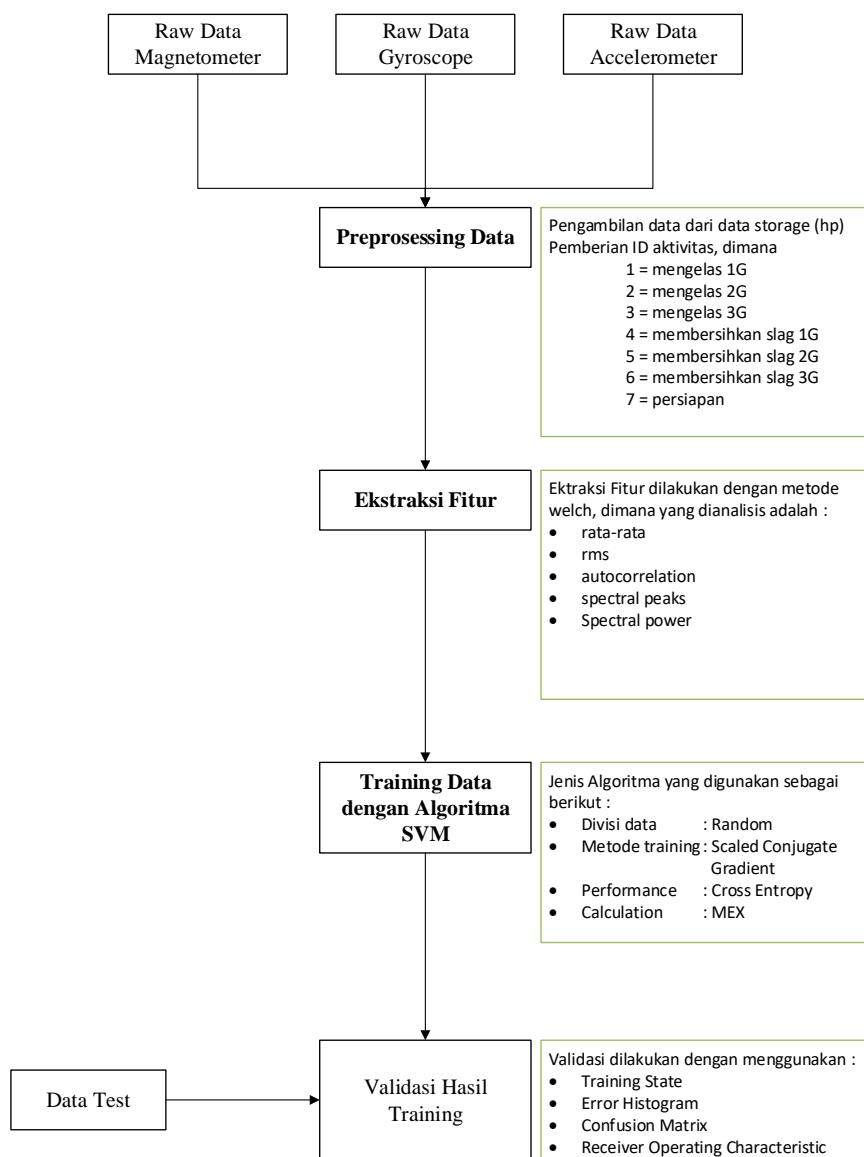 Raw Data
Magnetometer
Raw Data
Gyroscope
Raw Data
Accelerometer
Preprosessing Data
Pengambilan data dari data storage (hp)
Pemberian ID aktivitas, dimana
1 = mengelas 1G
2 = mengelas 2G
3 = mengelas 3G
4 = membersihkan slag 1G
5 = membersihkan slag 2G
6 = membersihkan slag 3G
7 = persiapan
Ekstraksi Fitur
Ektraksi Fitur dilakukan dengan metode
welch, dimana yang dianalisis adalah :
• rata-rata
• rms
• autocorrelation
• spectral peaks
• Spectral power
Training Data
dengan Algoritma
SVM
Jenis Algoritma yang digunakan sebagai
berikut :
• Divisi data : Random
• Metode training : Scaled Conjugate
Gradient
• Performance : Cross Entropy
• Calculation : MEX
Data Test
Validasi Hasil
Training
Validasi dilakukan dengan menggunakan :
• Training State
• Error Histogram
• Confusion Matrix
• Receiver Operating Characteristic